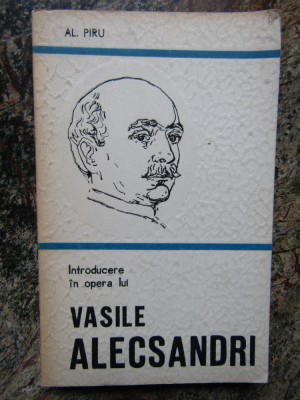 AL. PIRU
Introducere
în opera lui
VASILE
ALECSANDRI